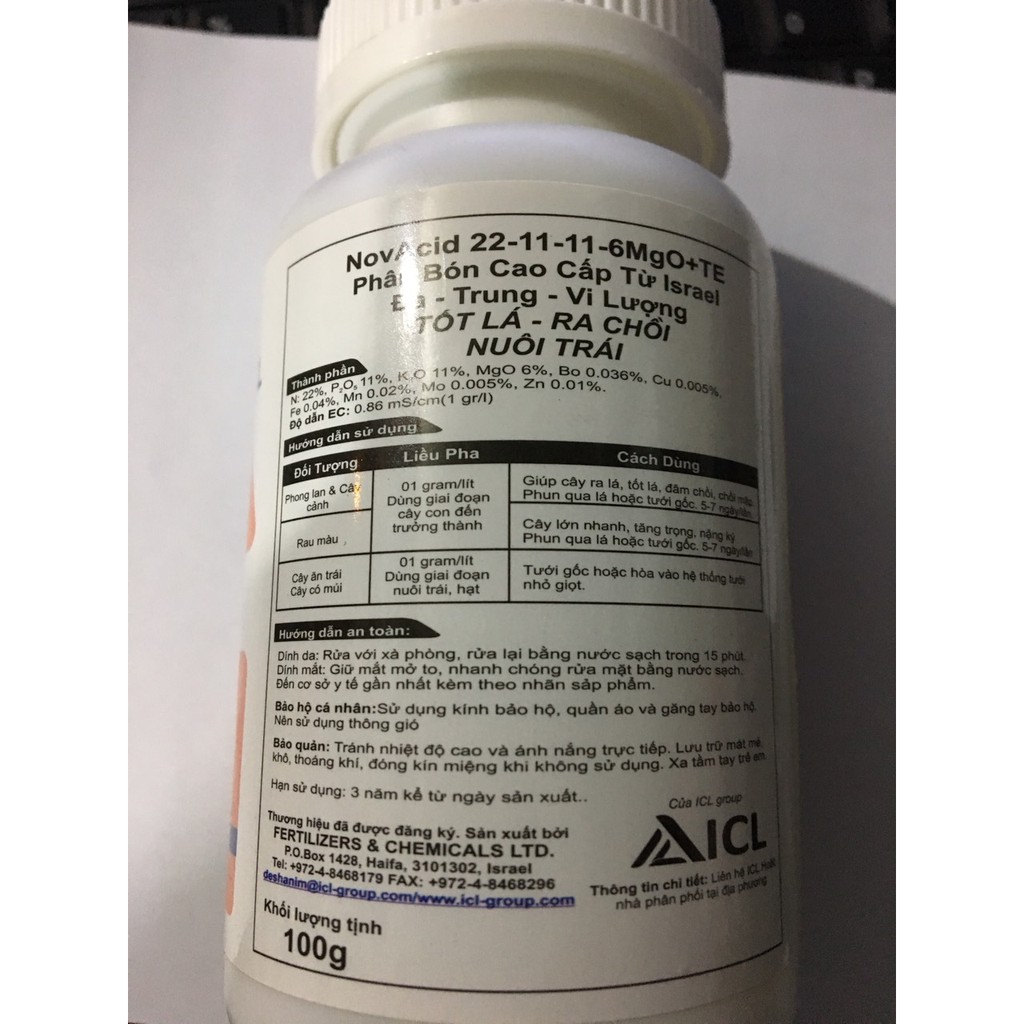 NovAcid 22-11-11-6MgO+TE
Phân Bón Cao Cấp Từ Israel
Đa - Trung - Vi Lượng
TỐT LÁ - RA CHỒI
NUÔI TRÁI
Thành phần
N: 22%, P₂O₅ 11%, K₂O 11%, MgO 6%, Bo 0.036%, Cu 0.005%,
Fe 0.04%, Mn 0.02%, Mo 0.005%, Zn 0.01%.
Độ dẫn EC: 0.86 mS/cm(1 gr/l)
Hướng dẫn sử dụng
Đối Tượng Liều Pha Cách Dùng
Phong lan & Cây
cảnh
01 gram/lít
Dùng giai đoạn
cây con đến
trưởng thành
Giúp cây ra lá, tốt lá, đâm chồi, chồi mập
Phun qua lá hoặc tưới gốc. 5-7 ngày/lần
Rau màu
Cây lớn nhanh, tăng trọng, nặng ký
Phun qua lá hoặc tưới gốc. 5-7 ngày/lần
Cây ăn trái
Cây có múi
01 gram/lít
Dùng giai đoạn
nuôi trái, hạt
Tưới gốc hoặc hòa vào hệ thống tưới
nhỏ giọt.
Hướng dẫn an toàn:
Dính da: Rửa với xà phòng, rửa lại bằng nước sạch trong 15 phút.
Dính mắt: Giữ mắt mở to, nhanh chóng rửa mặt bằng nước sạch.
Đến cơ sở y tế gần nhất kèm theo nhãn sảp phẩm.
Bảo hộ cá nhân:Sử dụng kính bảo hộ, quần áo và găng tay bảo hộ.
Nên sử dụng thông gió
Bảo quản: Tránh nhiệt độ cao và ánh nắng trực tiếp. Lưu trữ mát mẻ,
khô, thoáng khí, đóng kín miệng khi không sử dụng. Xa tầm tay trẻ em.
Hạn sử dụng: 3 năm kể từ ngày sản xuất..
Thương hiệu đã được đăng ký. Sản xuất bởi
FERTILIZERS & CHEMICALS LTD.
P.O.Box 1428, Haifa, 3101302, Israel
Tel: +972-4-8468179 FAX: +972-4-8468296
deshanim@icl-group.com/www.icl-group.com
Của ICL group
ICL
Thông tin chi tiết: Liên hệ ICL
nhà phân phối tại địa phương
Khối lượng tịnh
100g